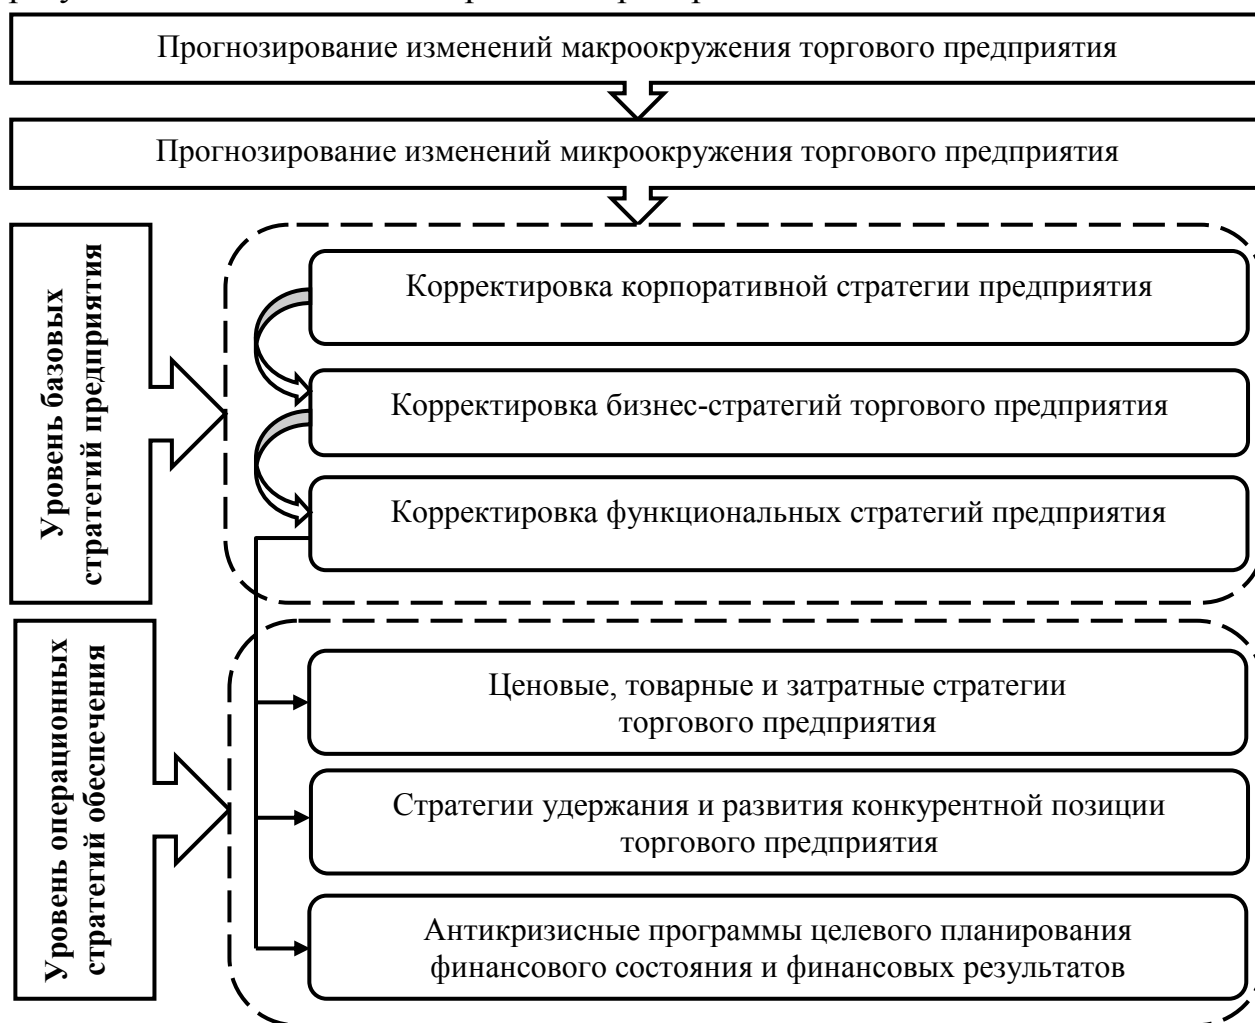 Прогнозирование изменений макроокружения торгового предприятия
Прогнозирование изменений микроокружения торгового предприятия
Уровень базовых
стратегий предприятия
Корректировка корпоративной стратегии предприятия
Корректировка бизнес-стратегий торгового предприятия
Корректировка функциональных стратегий предприятия
Уровень операционных
стратегий обеспечения
Ценовые, товарные и затратные стратегии
торгового предприятия
Стратегии удержания и развития конкурентной позиции
торгового предприятия
Антикризисные программы целевого планирования
финансового состояния и финансовых результатов